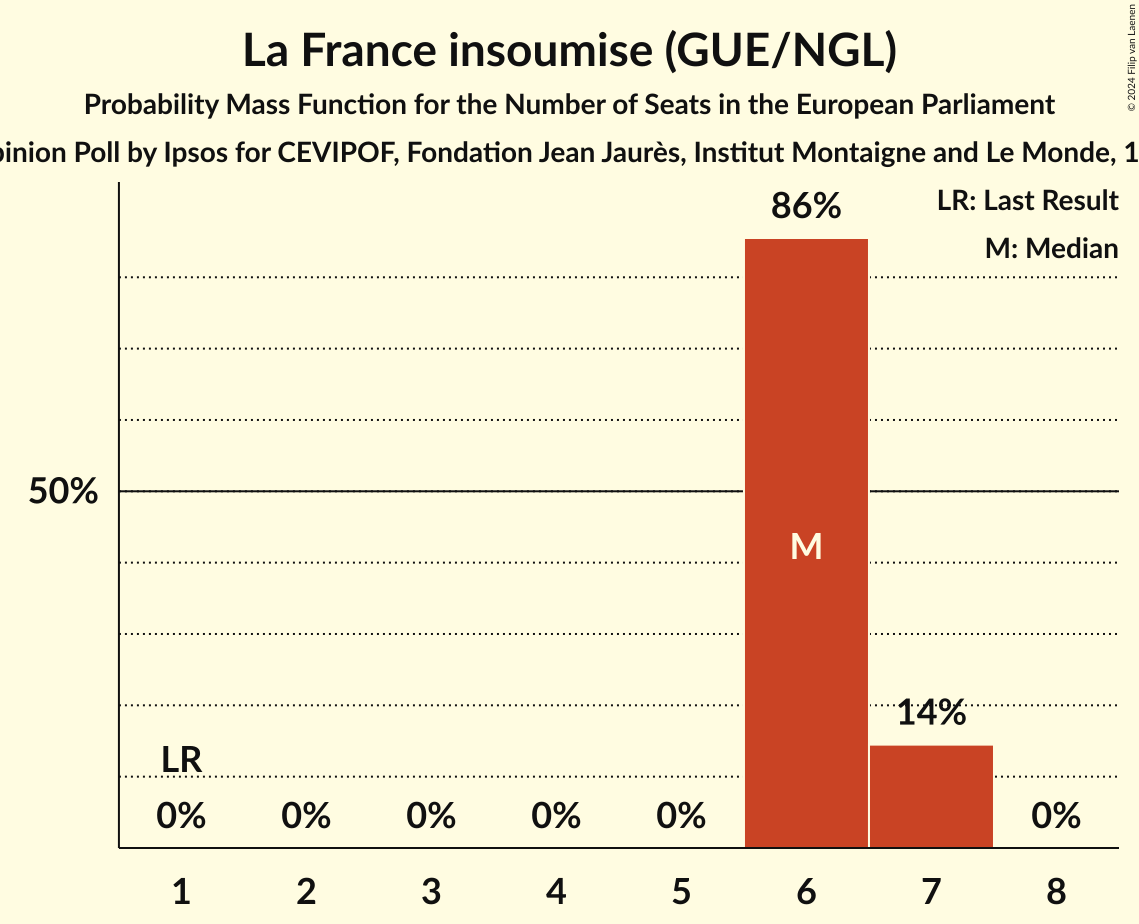 La France insoumise (GUE/NGL)
Probability Mass Function for the Number of Seats in the European Parliament
pinion Poll by Ipsos for CEVIPOF, Fondation Jean Jaurès, Institut Montaigne and Le Monde, 1
© 2024 Filip van Laenen
LR: Last Result
M: Median
86%
50%
M
14%
LR
0% 0% 0% 0% 0% 0%
1 2 3 4 5 6 7 8